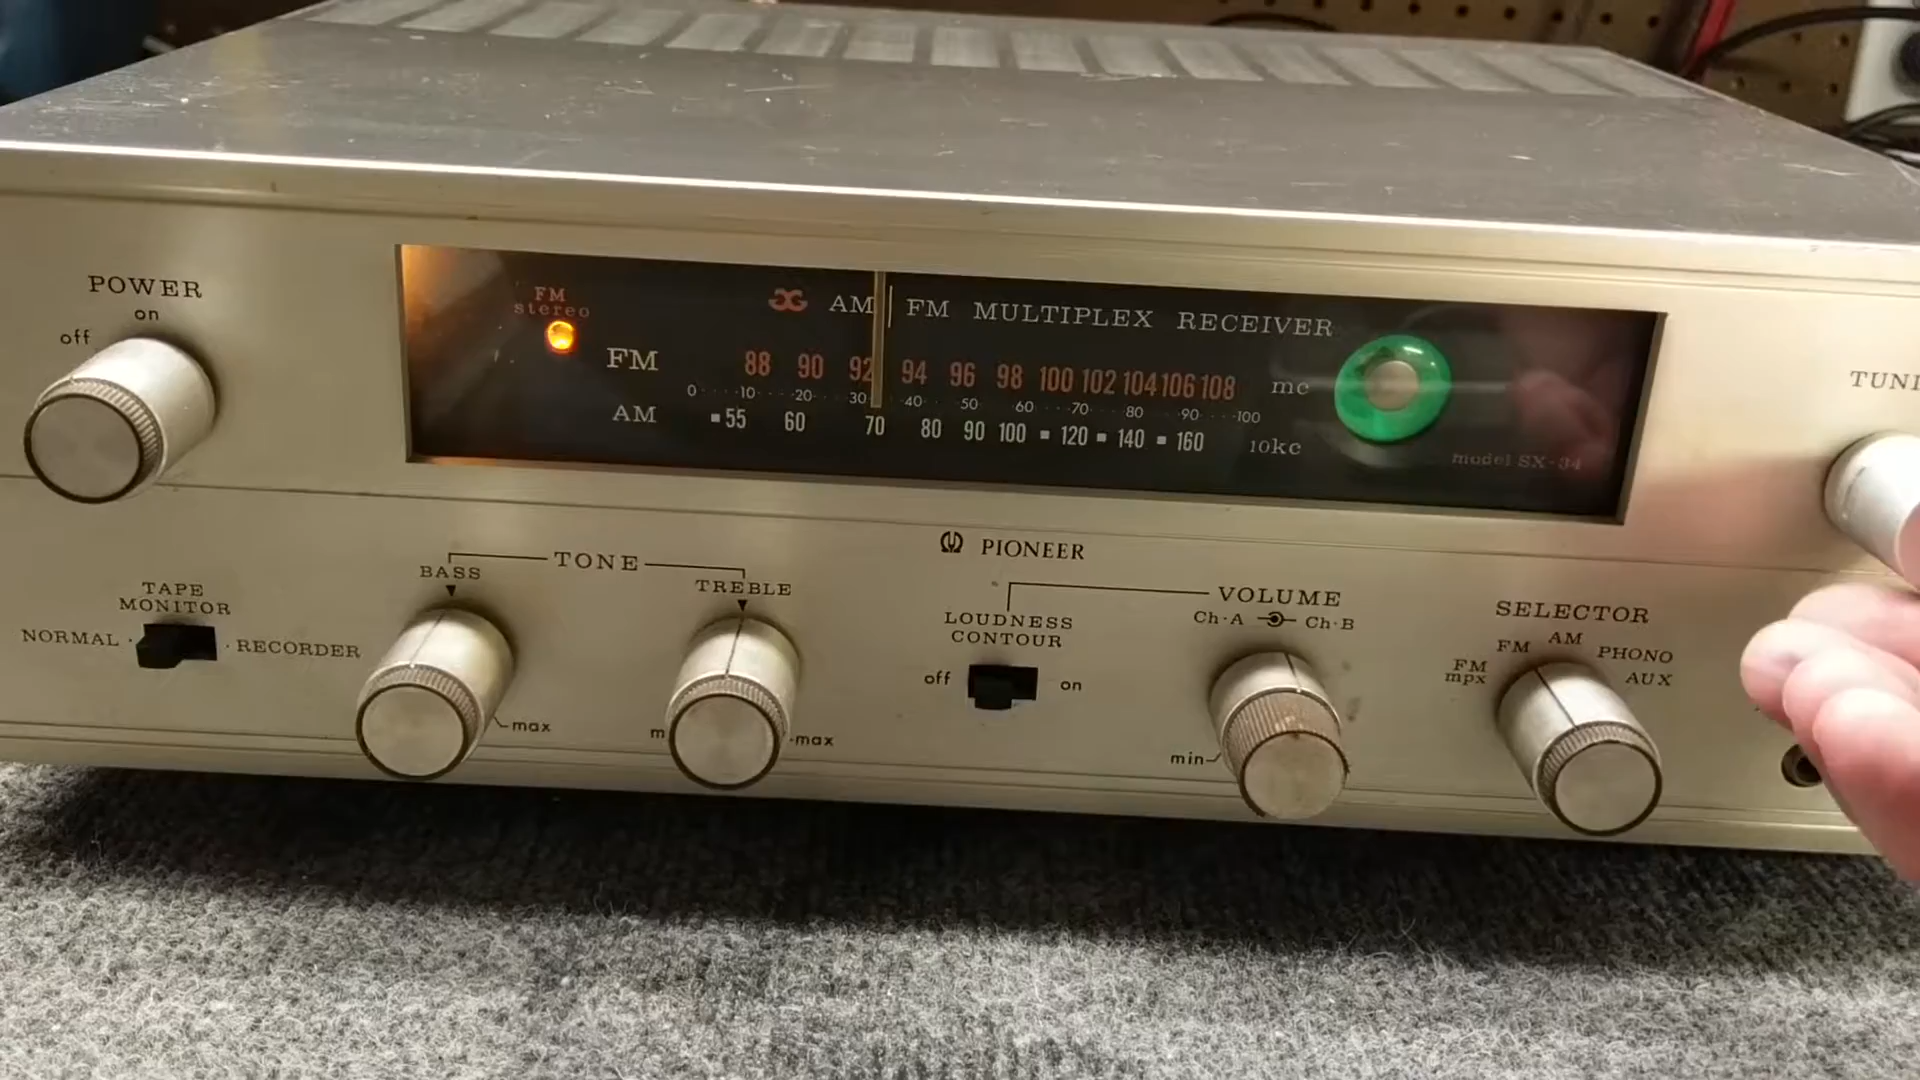 POWER
on
off
FM
stereo
AM FM MULTIPLEX RECEIVER
FM 88 90 92 94 96 98 100 102 104 106 108 mc
0 10 20 30 40 50 60 70 80 90 100
AM 55 60 70 80 90 100 120 140 160 10kc
model SX-34
TUNI
PIONEER
TAPE
MONITOR
NORMAL RECORDER
TONE
BASS
TREBLE
max
m max
LOUDNESS
CONTOUR
off on
VOLUME
Ch-A Ch-B
min
SELECTOR
FM
mpx
FM
AM
PHONO
AUX